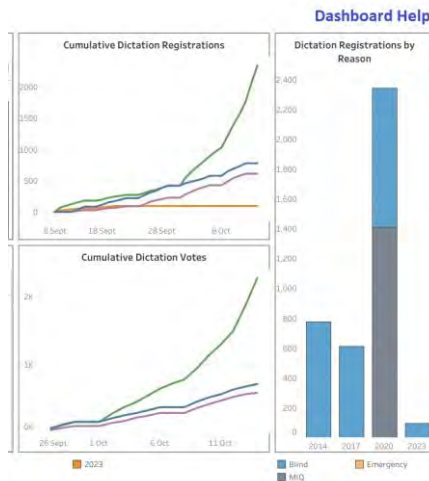 Dashboard Help
Cumulative Dictation Registrations
2000
1500
1000
500
0
8 Sept
18 Sept
28 Sept
8 Oct
Dictation Registrations by
Reason
2,400
2,200
2,000
1,800
1,600
1,400
1,200
1,000
800
600
400
200
0
2014
2017
2020
2023
Cumulative Dictation Votes
2K
1K
0K
26 Sept
1 Oct
6 Oct
11 Oct
2023
Blind
Emergency
MIQ